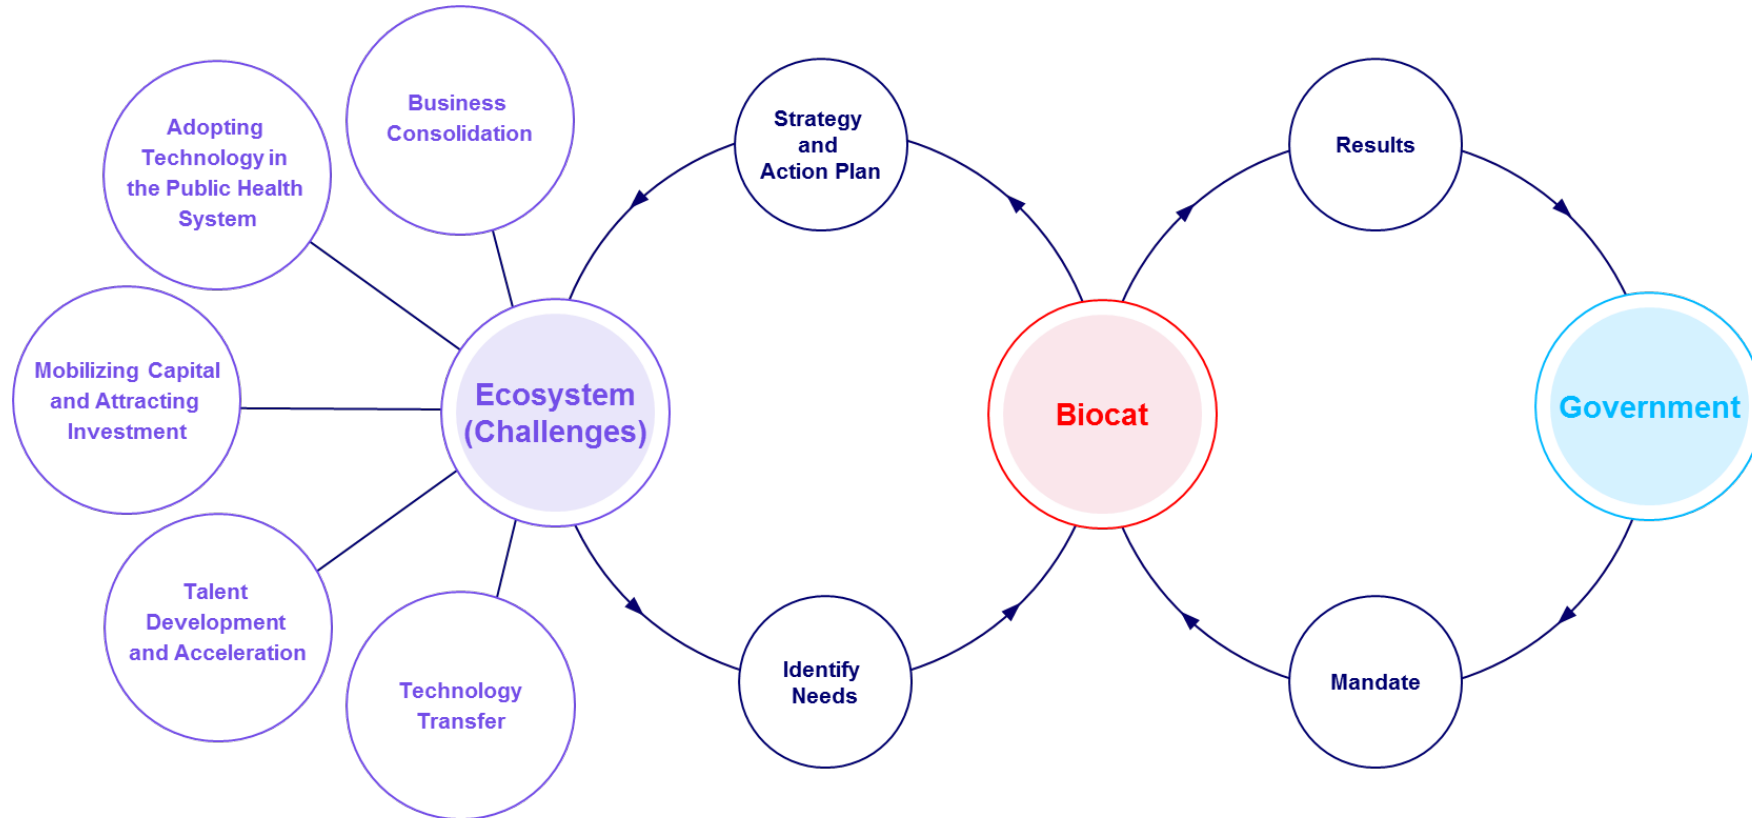 Business
Consolidation
Adopting
Technology in
the Public Health
System
Mobilizing Capital
and Attracting
Investment
Talent
Development
and Acceleration
Technology
Transfer
Ecosystem
(Challenges)
Strategy
and
Action Plan
Identify
Needs
Biocat
Results
Mandate
Government